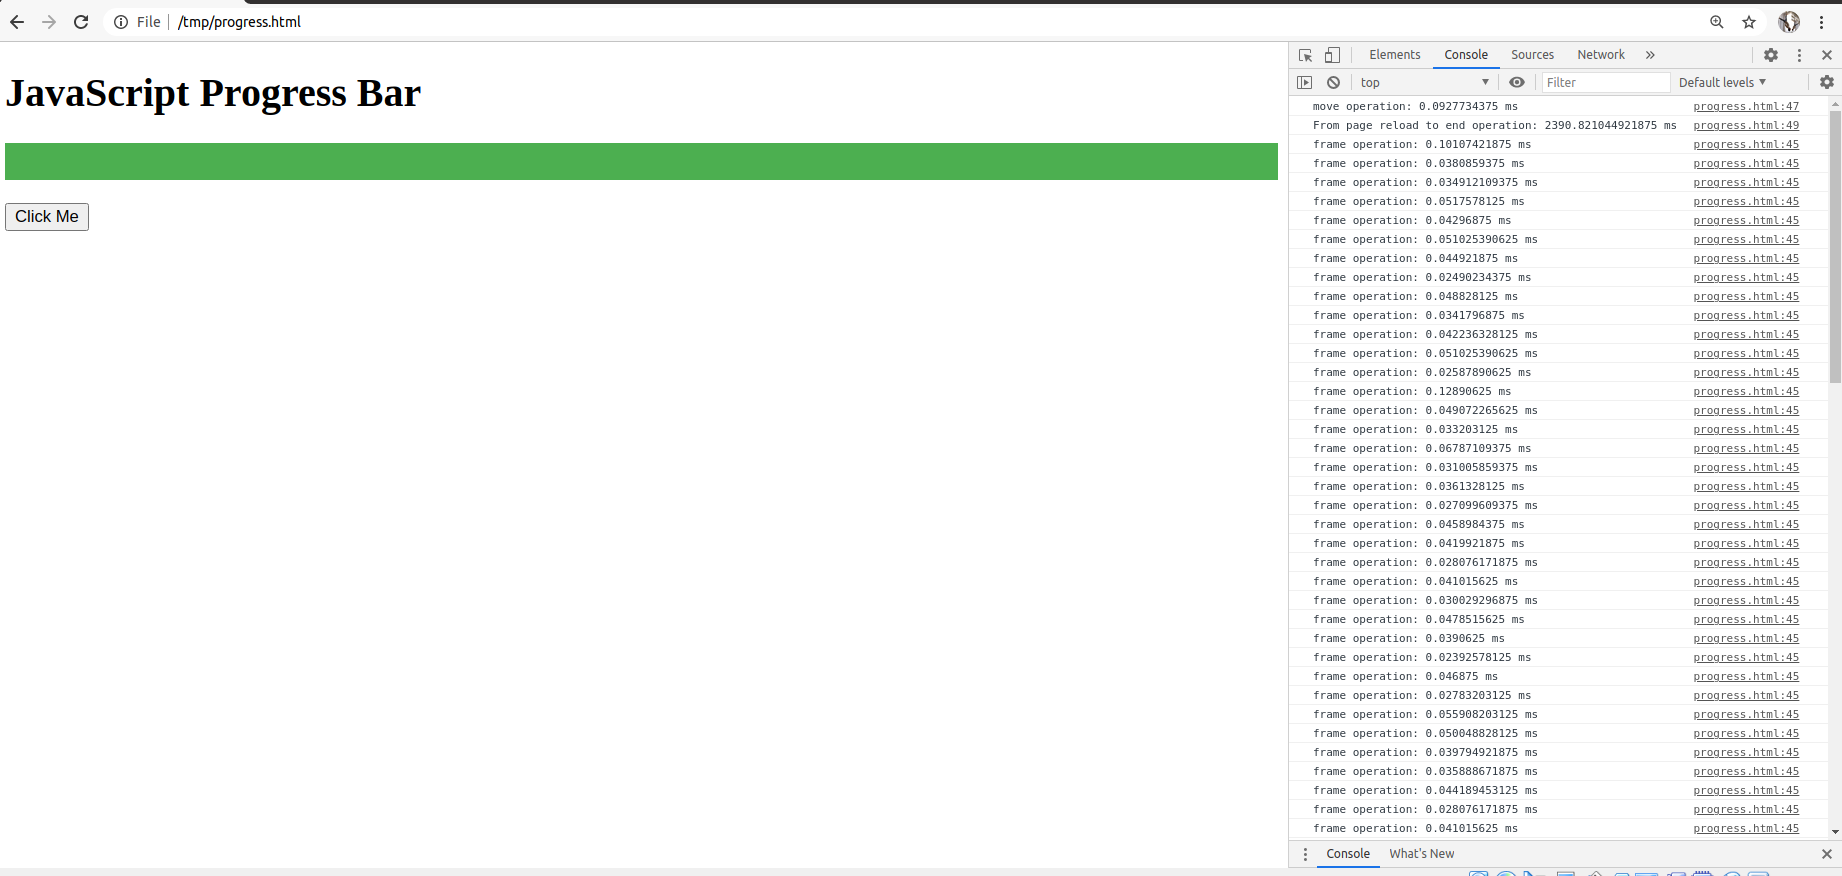 File /tmp/progress.html
JavaScript Progress Bar
Click Me
Elements Console Sources Network »
top Filter Default levels
move operation: 0.0927734375 ms progress.html:47
From page reload to end operation: 2390.821044921875 ms progress.html:49
frame operation: 0.10107421875 ms progress.html:45
frame operation: 0.0380859375 ms progress.html:45
frame operation: 0.034912109375 ms progress.html:45
frame operation: 0.0517578125 ms progress.html:45
frame operation: 0.04296875 ms progress.html:45
frame operation: 0.051025390625 ms progress.html:45
frame operation: 0.044921875 ms progress.html:45
frame operation: 0.02490234375 ms progress.html:45
frame operation: 0.048828125 ms progress.html:45
frame operation: 0.0341796875 ms progress.html:45
frame operation: 0.042236328125 ms progress.html:45
frame operation: 0.051025390625 ms progress.html:45
frame operation: 0.02587890625 ms progress.html:45
frame operation: 0.12890625 ms progress.html:45
frame operation: 0.049072265625 ms progress.html:45
frame operation: 0.033203125 ms progress.html:45
frame operation: 0.06787109375 ms progress.html:45
frame operation: 0.031005859375 ms progress.html:45
frame operation: 0.0361328125 ms progress.html:45
frame operation: 0.027099609375 ms progress.html:45
frame operation: 0.0458984375 ms progress.html:45
frame operation: 0.0419921875 ms progress.html:45
frame operation: 0.028076171875 ms progress.html:45
frame operation: 0.041015625 ms progress.html:45
frame operation: 0.030029296875 ms progress.html:45
frame operation: 0.0478515625 ms progress.html:45
frame operation: 0.0390625 ms progress.html:45
frame operation: 0.02392578125 ms progress.html:45
frame operation: 0.046875 ms progress.html:45
frame operation: 0.02783203125 ms progress.html:45
frame operation: 0.055908203125 ms progress.html:45
frame operation: 0.050048828125 ms progress.html:45
frame operation: 0.039794921875 ms progress.html:45
frame operation: 0.035888671875 ms progress.html:45
frame operation: 0.044189453125 ms progress.html:45
frame operation: 0.028076171875 ms progress.html:45
frame operation: 0.041015625 ms progress.html:45
Console What's New